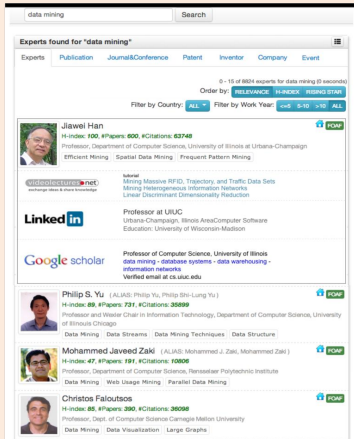 data mining
Search
Experts found for "data mining"
Experts Publication Journal&Conference Patent Inventor Company Event
0 - 15 of 8824 experts for data mining (0 seconds)
Order by: RELEVANCE H-INDEX RISING STAR
Filter by Country: ALL Filter by Work Year: <=5 5-10 >10 ALL
Jiawei Han FOAF
H-index: 100, #Papers: 600, #Citations: 63746
Professor, Department of Computer Science, University of Illinois at Urbana-Champaign
Efficient Mining Spatial Data Mining Frequent Pattern Mining
tutorial
videolectures net
exchange ideas & share knowledge
Mining Massive RFID, Trajectory, and Traffic Data Sets
Mining Heterogeneous Information Networks
Linear Discriminant Dimensionality Reduction
Linked in
Professor at UIUC
Urbana-Champaign, Illinois AreaComputer Software
Education: University of Wisconsin-Madison
Google scholar
Professor of Computer Science, University of Illinois
data mining - database systems - data warehousing -
information networks
Verified email at cs.uiuc.edu
Philip S. Yu (ALIAS: Philip Yu, Philip Shi-Lung Yu) FOAF
H-index: 89, #Papers: 731, #Citations: 35899
Professor and Wexler Chair in Information Technology, Department of Computer Science, University
of Illinouis Chicago
Data Mining Data Streams Data Mining Techniques Data Structure
Mohammed Javeed Zaki (ALIAS: Mohammed J. Zaki, Mohammed Zaki) FOAF
H-index: 47, #Papers: 191, #Citations: 10806
Professor, Department of Computer Science, Rensselaer Polytechnic Institute
Data Mining Web Usage Mining Parallel Data Mining
Christos Faloutsos FOAF
H-index: 85, #Papers: 390, #Citations: 36098
Professor, Dept. of Computer Science Carnegie Mellon University
Data Mining Data Visualization Large Graphs